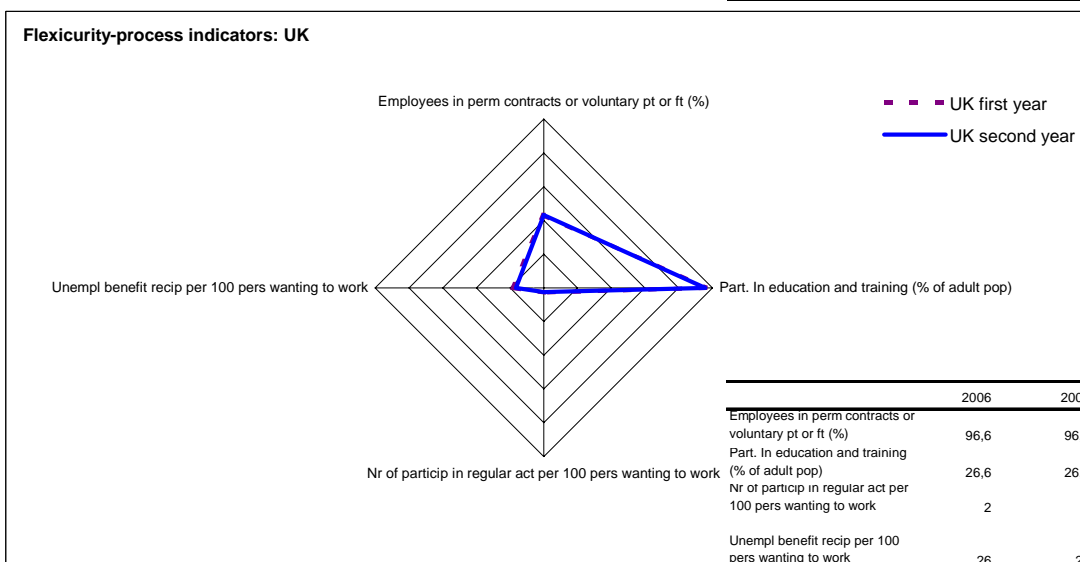 Flexicurity-process indicators: UK
Employees in perm contracts or voluntary pt or ft (%)
UK first year
UK second year
Unempl benefit recip per 100 pers wanting to work
Part. In education and training (% of adult pop)
Nr of particip in regular act per 100 pers wanting to work
2006
Employees in perm contracts or
voluntary pt or ft (%) 96,6
Part. In education and training
(% of adult pop) 26,6
Nr of particip in regular act per
100 pers wanting to work 2
Unempl benefit recip per 100
pers wanting to work 26